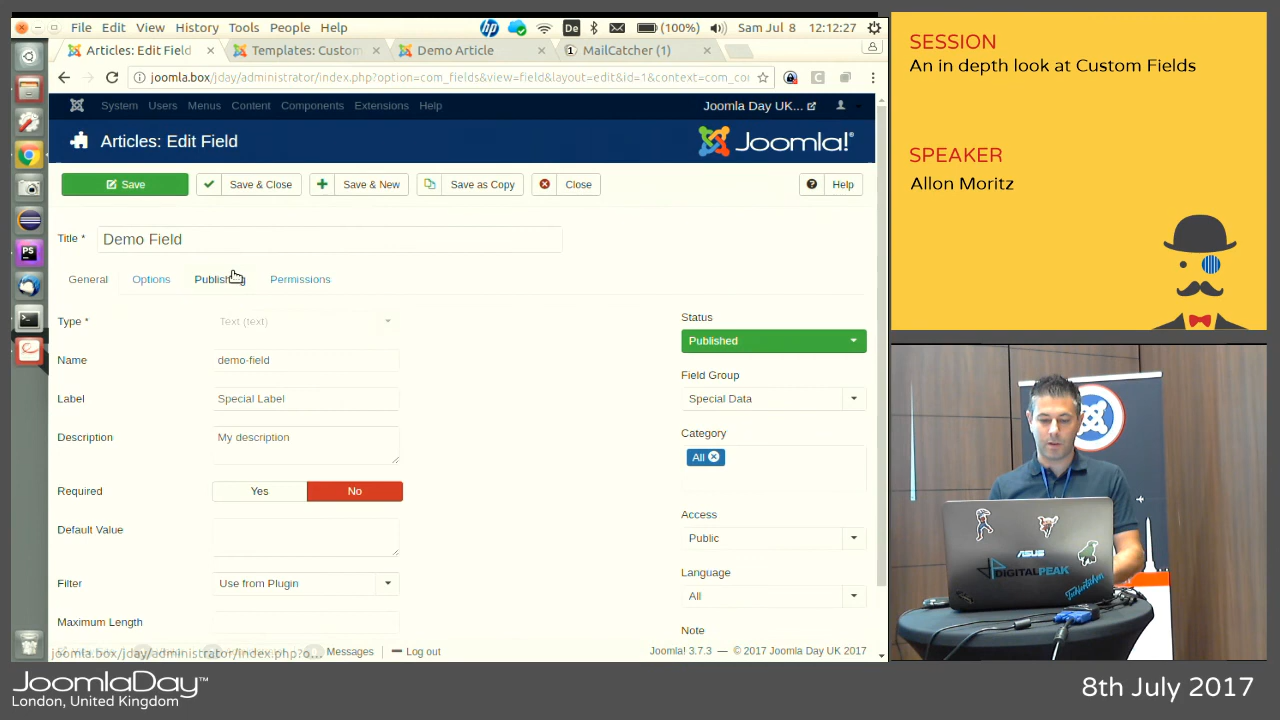 File Edit View History Tools People Help
De
(100%)
Sam Jul 8 12:12:27
Articles: Edit Field
Templates: Custom
Demo Article
MailCatcher (1)
joomla.box/jday/administrator/index.php?option=com_fields&view=field&layout=edit&id=1&context=com_co
System Users Menus Content Components Extensions Help
Joomla Day UK...
Articles: Edit Field
Joomla!
Save
Save & Close
Save & New
Save as Copy
Close
Help
Title *
Demo Field
General
Options
Permissions
Type *
Text (text)
Name
demo-field
Label
Special Label
Description
My description
Required
Yes
No
Default Value
Filter
Use from Plugin
Maximum Length
Status
Published
Field Group
Special Data
Category
All
Access
Public
Language
All
Note
joomla.box/jday/administrator/index.php?o...
Messages
Log out
Joomla! 3.7.3 — © 2017 Joomla Day UK 2017
SESSION
An in depth look at Custom Fields
SPEAKER
Allon Moritz
ASUS
DIGITAL PEAK
JoomlaDay™
London, United Kingdom
8th July 2017